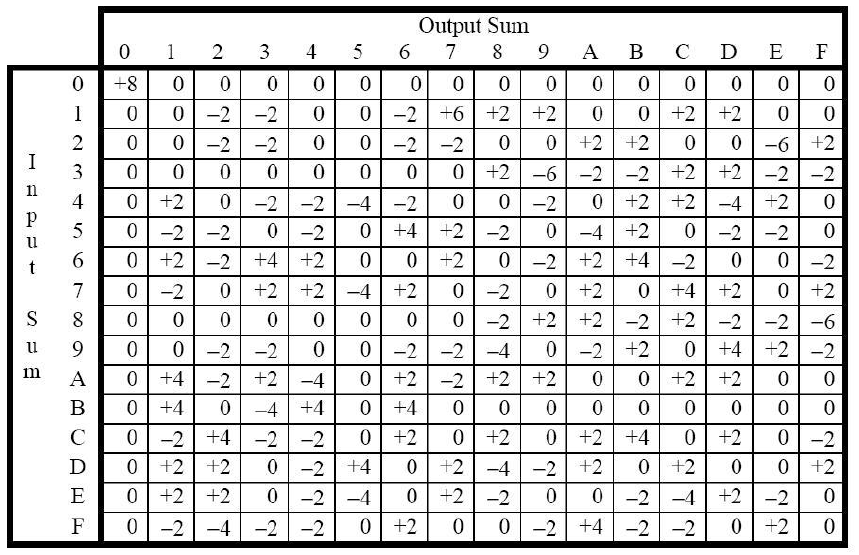 Output Sum
0 1 2 3 4 5 6 7 8 9 A B C D E F
Input Sum
0 +8 0 0 0 0 0 0 0 0 0 0 0 0 0 0 0
1 0 0 –2 –2 0 0 –2 +6 +2 +2 0 0 +2 +2 0 0
2 0 0 –2 –2 0 0 –2 –2 0 0 +2 +2 0 0 –6 +2
3 0 0 0 0 0 0 0 0 +2 –6 –2 –2 +2 +2 –2 –2
4 0 +2 0 –2 –2 –4 –2 0 0 –2 0 +2 +2 –4 +2 0
5 0 –2 –2 0 –2 0 +4 +2 –2 0 –4 +2 0 –2 –2 0
6 0 +2 –2 +4 +2 0 0 +2 0 –2 +2 +4 –2 0 0 –2
7 0 –2 0 +2 +2 –4 +2 0 –2 0 +2 0 +4 +2 0 +2
8 0 0 0 0 0 0 0 0 –2 +2 +2 –2 +2 –2 –2 –6
9 0 0 –2 –2 0 0 –2 –2 –4 0 –2 +2 0 +4 +2 –2
A 0 +4 –2 +2 –4 0 +2 –2 +2 +2 0 0 +2 +2 0 0
B 0 +4 0 –4 +4 0 +4 0 0 0 0 0 0 0 0 0
C 0 –2 +4 –2 –2 0 +2 0 +2 0 +2 +4 0 +2 0 –2
D 0 +2 +2 0 –2 +4 0 +2 –4 –2 +2 0 +2 0 0 +2
E 0 +2 +2 0 –2 –4 0 +2 –2 0 0 –2 –4 +2 –2 0
F 0 –2 –4 –2 –2 0 +2 0 0 –2 +4 –2 –2 0 +2 0